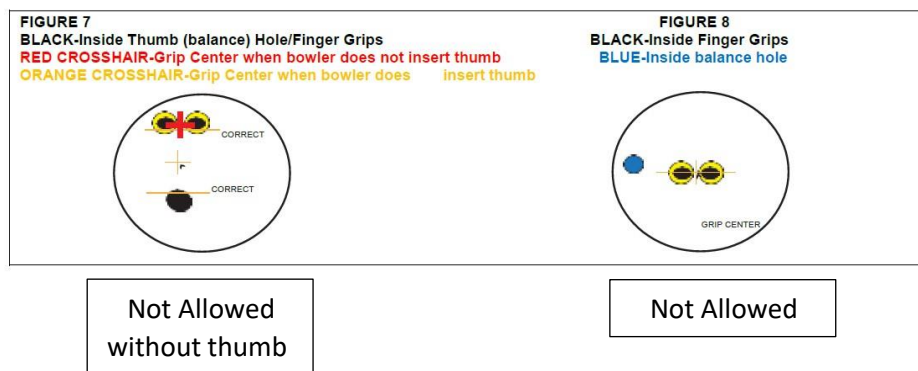 FIGURE 7
BLACK-Inside Thumb (balance) Hole/Finger Grips
RED CROSSHAIR-Grip Center when bowler does not insert thumb
ORANGE CROSSHAIR-Grip Center when bowler does insert thumb
CORRECT
CORRECT
FIGURE 8
BLACK-Inside Finger Grips
BLUE-Inside balance hole
GRIP CENTER
Not Allowed
without thumb
Not Allowed